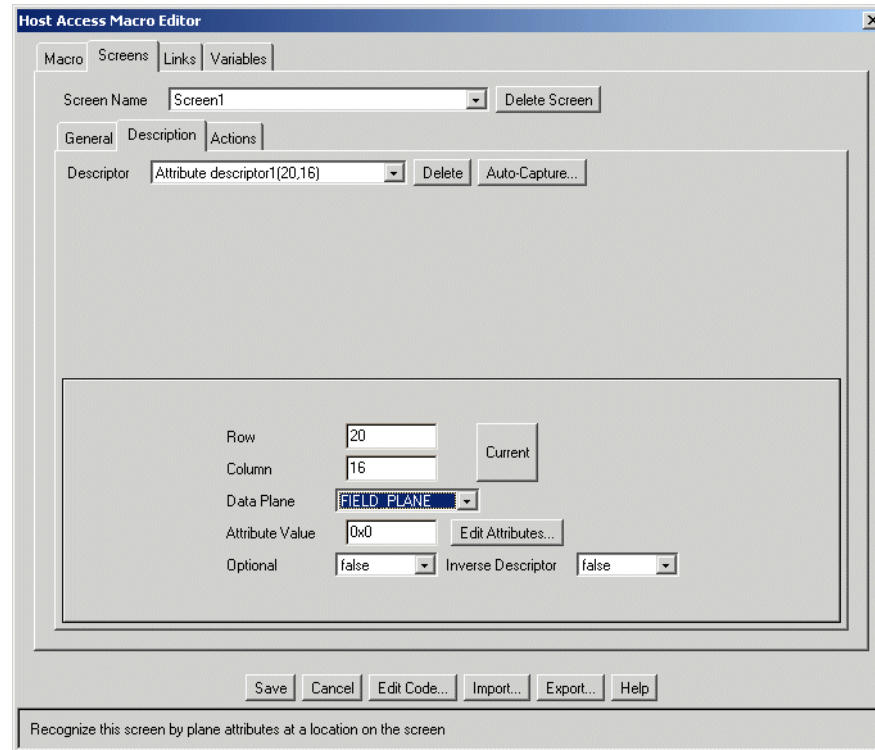 Host Access Macro Editor
Macro Screens Links Variables
Screen Name Screen1 Delete Screen
General Description Actions
Descriptor Attribute descriptor1(20,16) Delete Auto-Capture...
Row 20
Current
Column 16
Data Plane FIELD_PLANE
Attribute Value 0x0 Edit Attributes...
Optional false Inverse Descriptor false
Save Cancel Edit Code... Import... Export... Help
Recognize this screen by plane attributes at a location on the screen